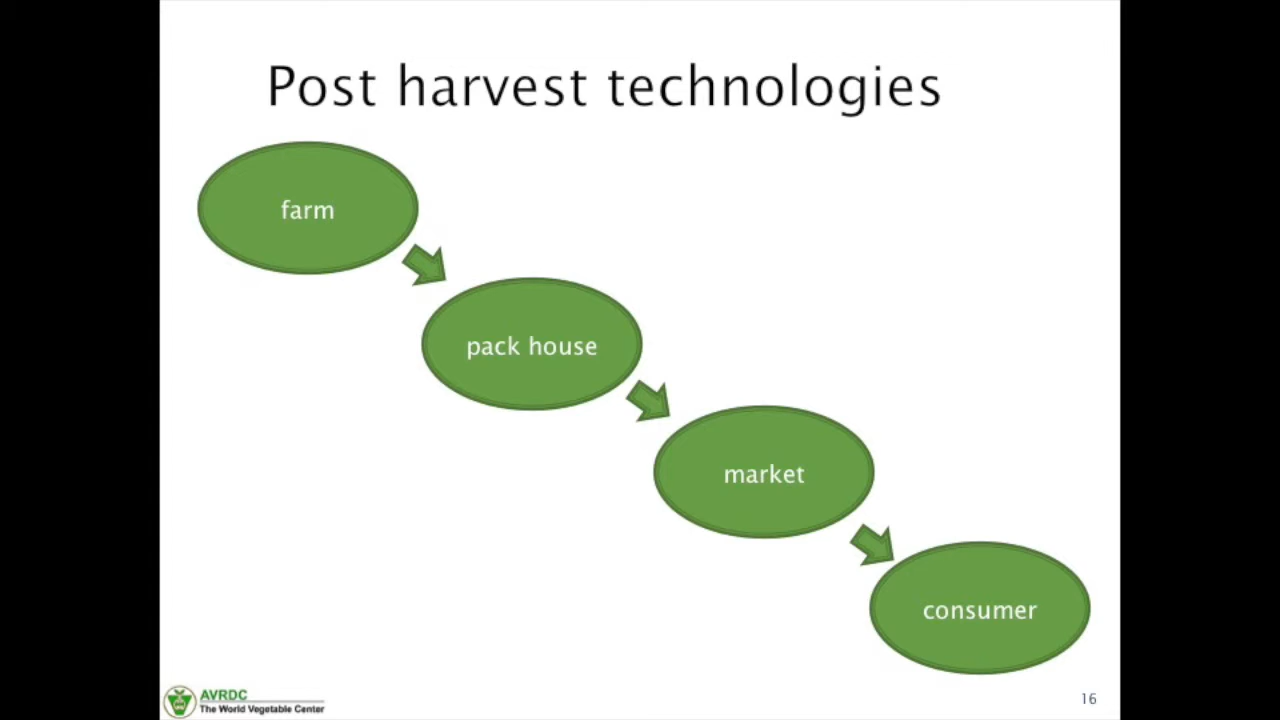 Post harvest technologies
farm
pack house
market
consumer
AVRDC
The World Vegetable Center
16